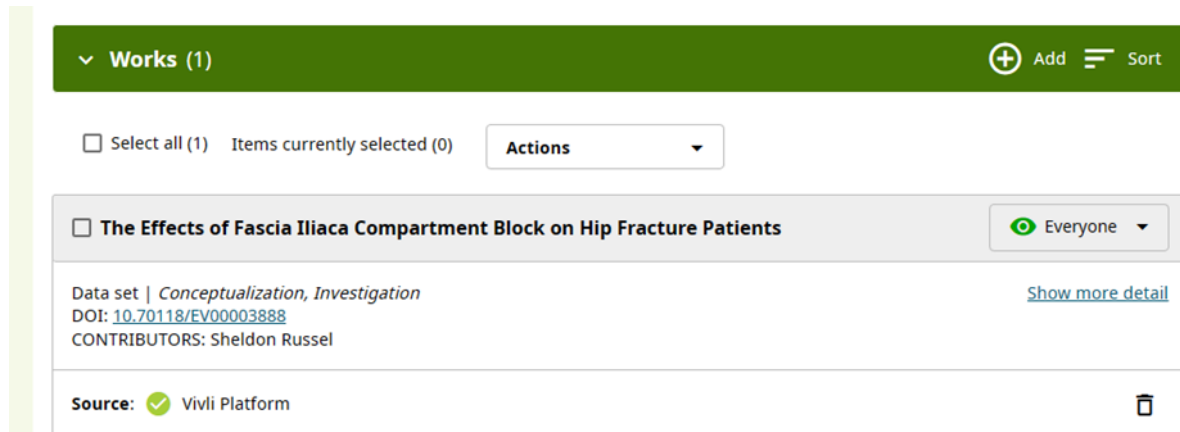 Works (1) Add Sort
Select all (1) Items currently selected (0) Actions
The Effects of Fascia Iliaca Compartment Block on Hip Fracture Patients Everyone
Data set | Conceptualization, Investigation Show more detail
DOI: 10.70118/EV00003888
CONTRIBUTORS: Sheldon Russel
Source: Vivli Platform